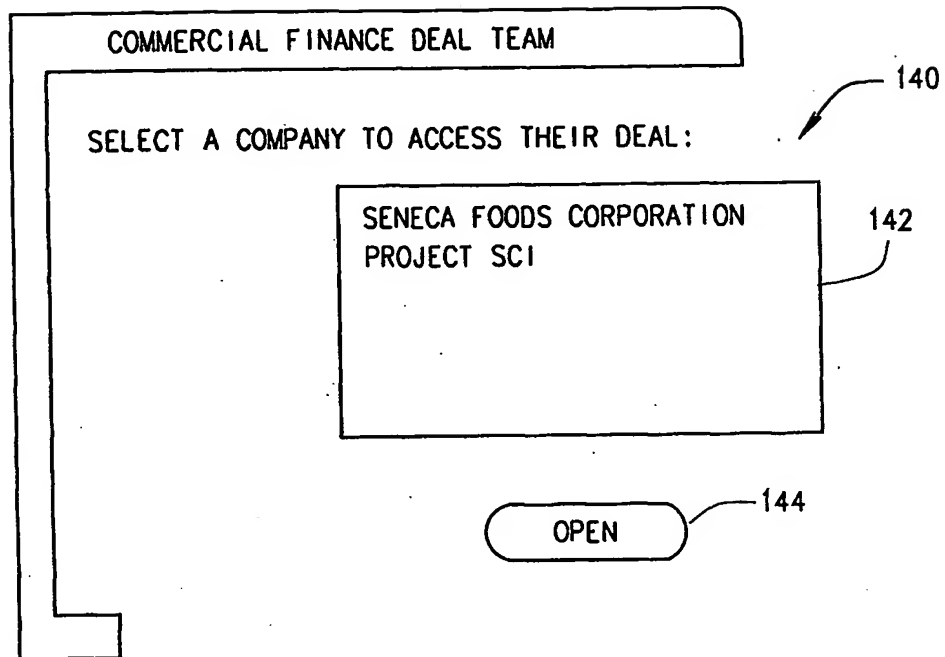 COMMERCIAL FINANCE DEAL TEAM
140
SELECT A COMPANY TO ACCESS THEIR DEAL:
SENECA FOODS CORPORATION
PROJECT SCI
142
144
OPEN